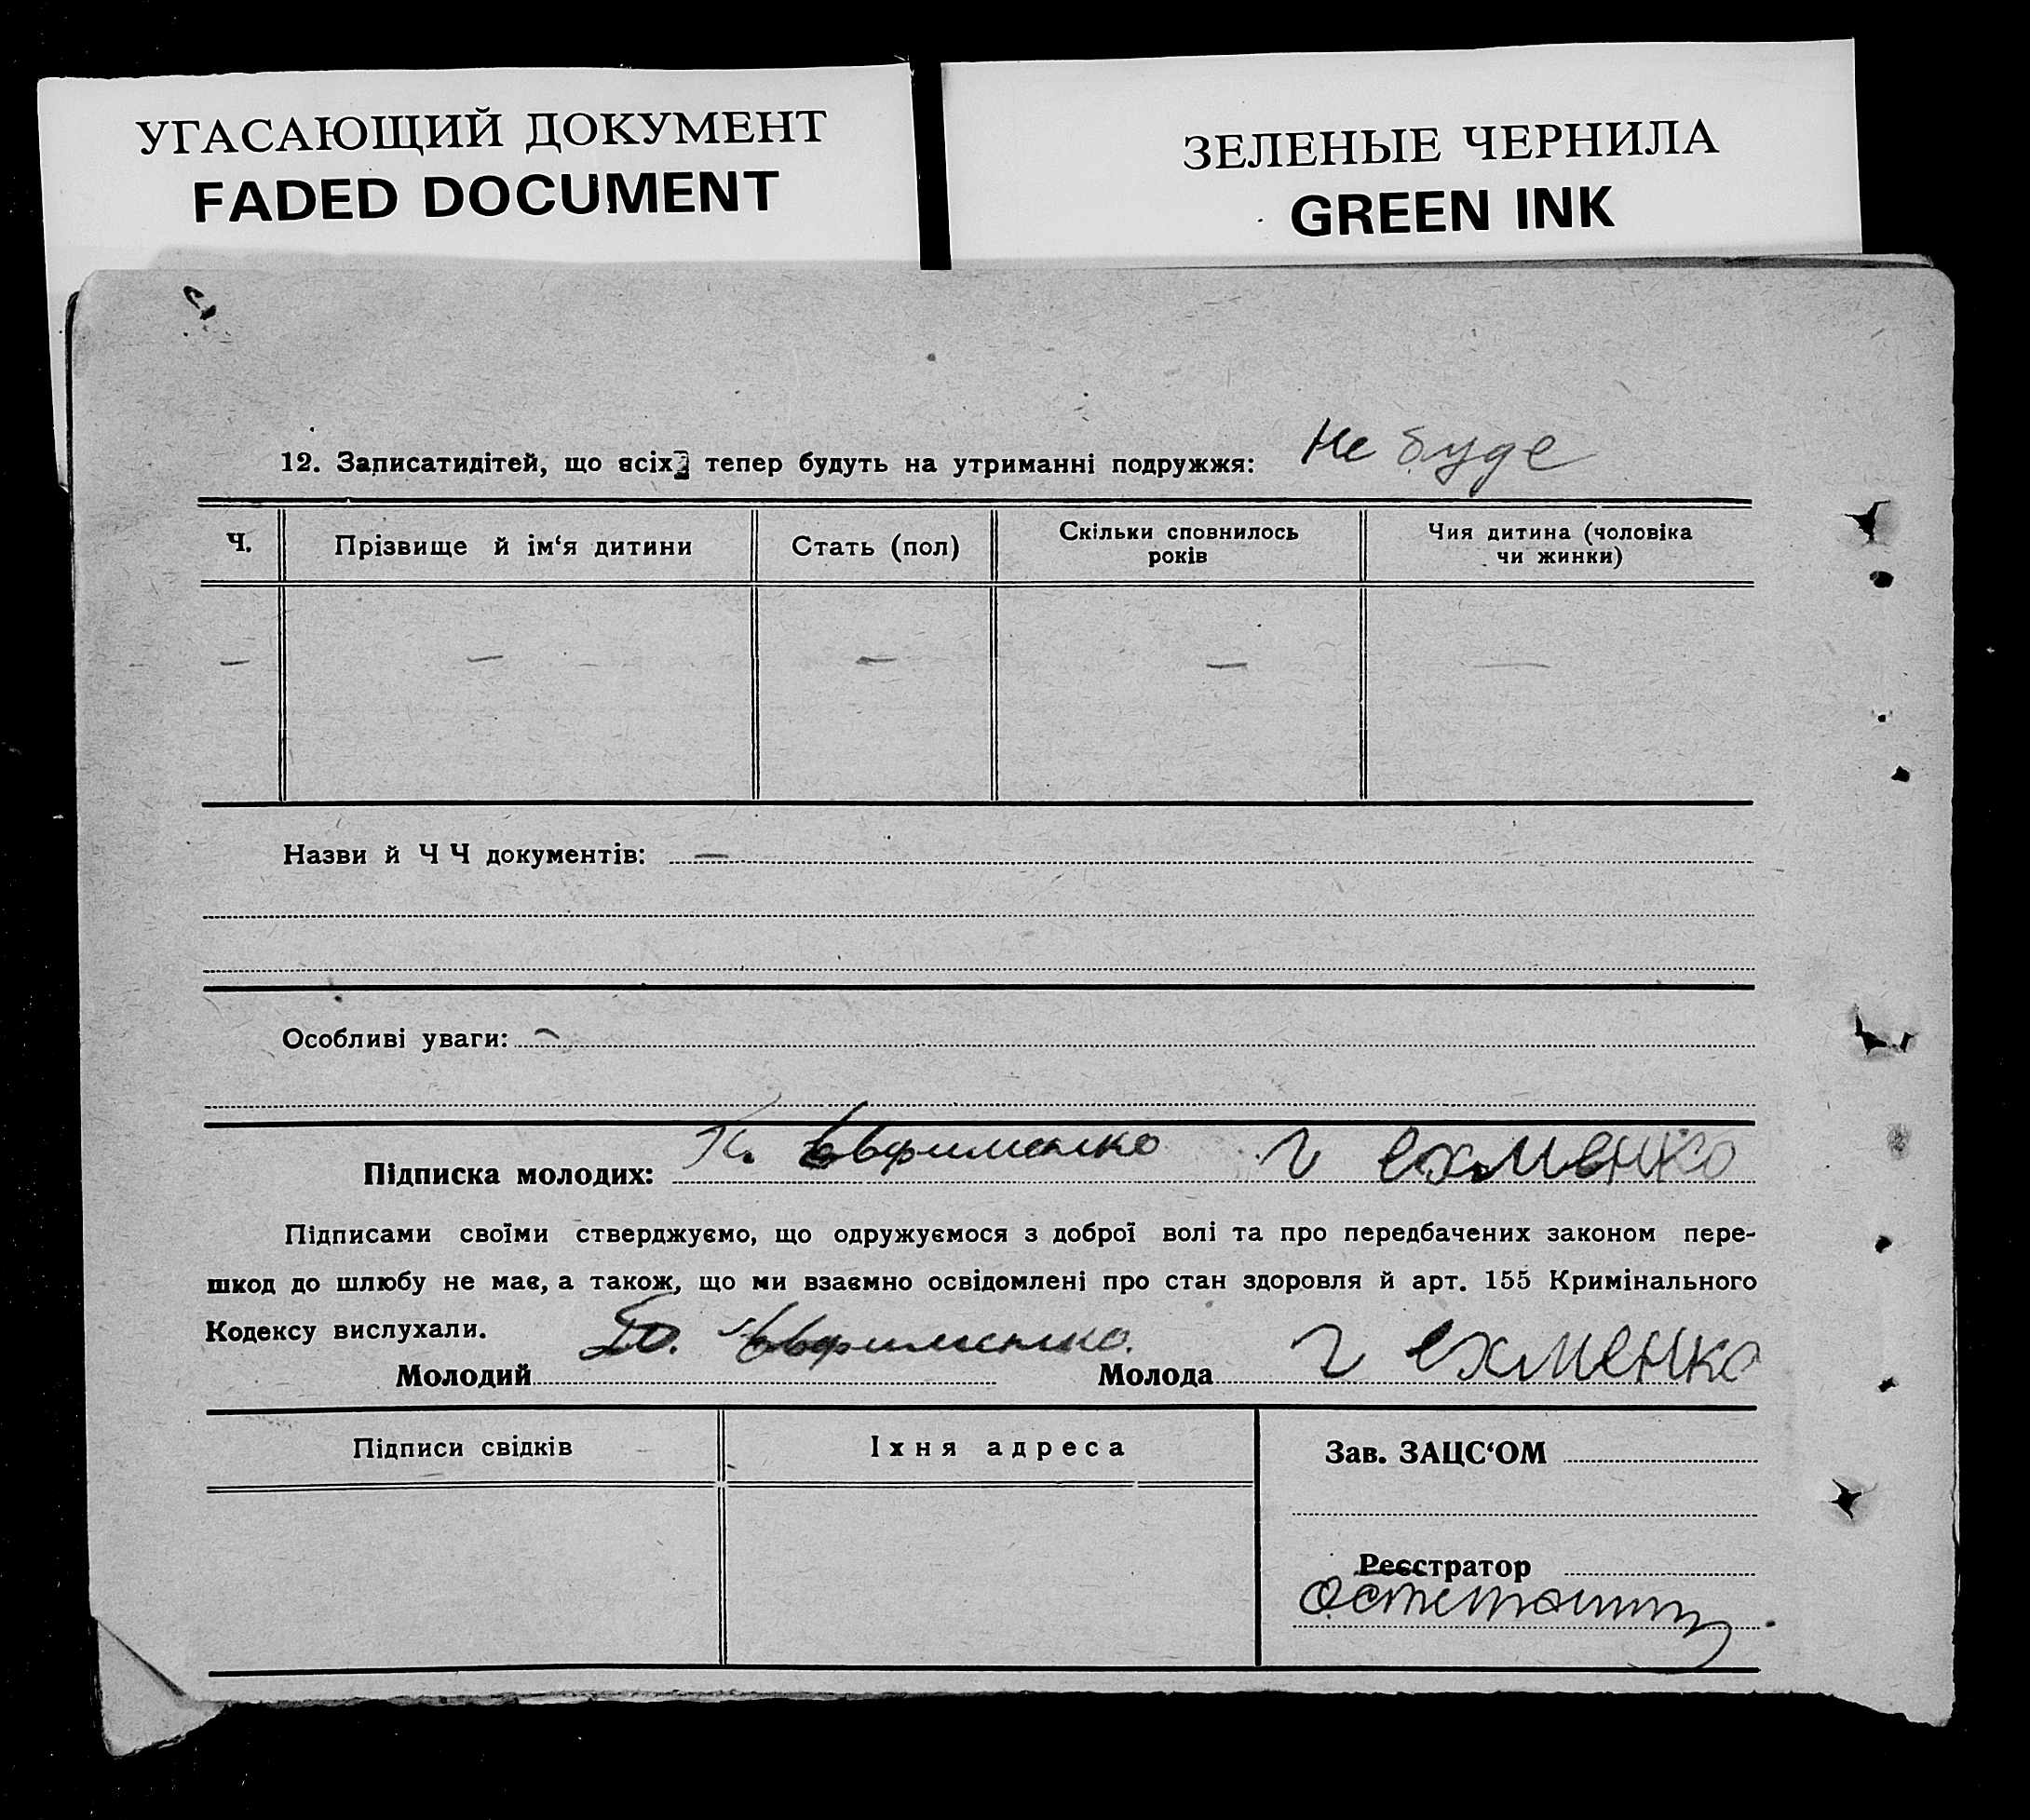 УГАСАЮЩИЙ ДОКУМЕНТ
FADED DOCUMENT
ЗЕЛЕНЫЕ ЧЕРНИЛА
GREEN INK
12. Записатидітей, що всіх тепер будуть на утриманні подружжя: Не буде
Ч. Прізвище й ім‘я дитини Стать (пол) Скільки сповнилось років Чия дитина (чоловіка чи жинки)
— — — — —
Назви й Ч Ч документів: —
Особливі уваги: —
Підписка молодих: Евфименко г ехменко
Підписами своїми стверджуємо, що одружуємося з доброї волі та про передбачених законом пере-
шкод до шлюбу не має, а також, що ми взаємно освідомлені про стан здоровля й арт. 155 Кримінального
Кодексу вислухали.
Молодий Евфименко. Молода г ехменко
Підписи свідків Їхня адреса Зав. ЗАЦС‘ОМ
Реєстратор